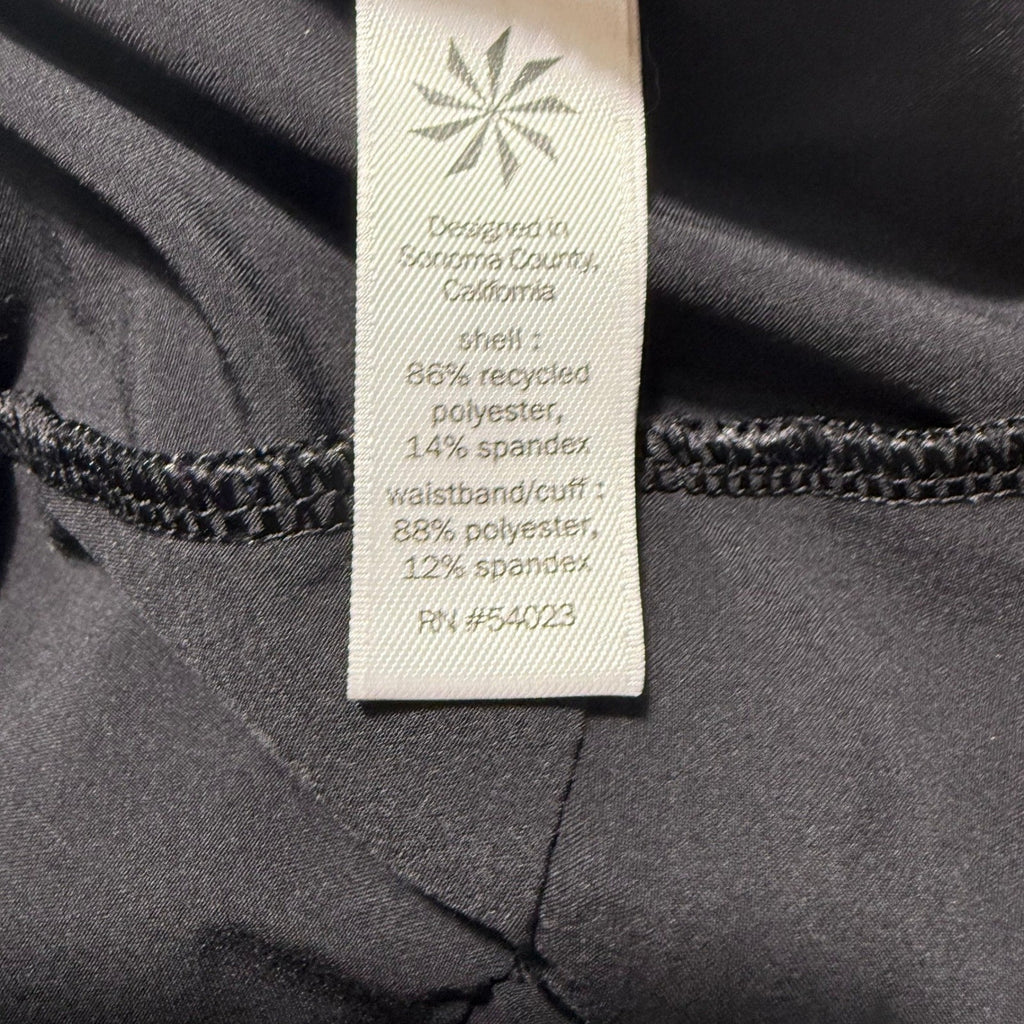 Designed in
Sonoma County,
California
shell :
86% recycled
polyester,
14% spandex
waistband/cuff :
88% polyester,
12% spandex
RN #54023